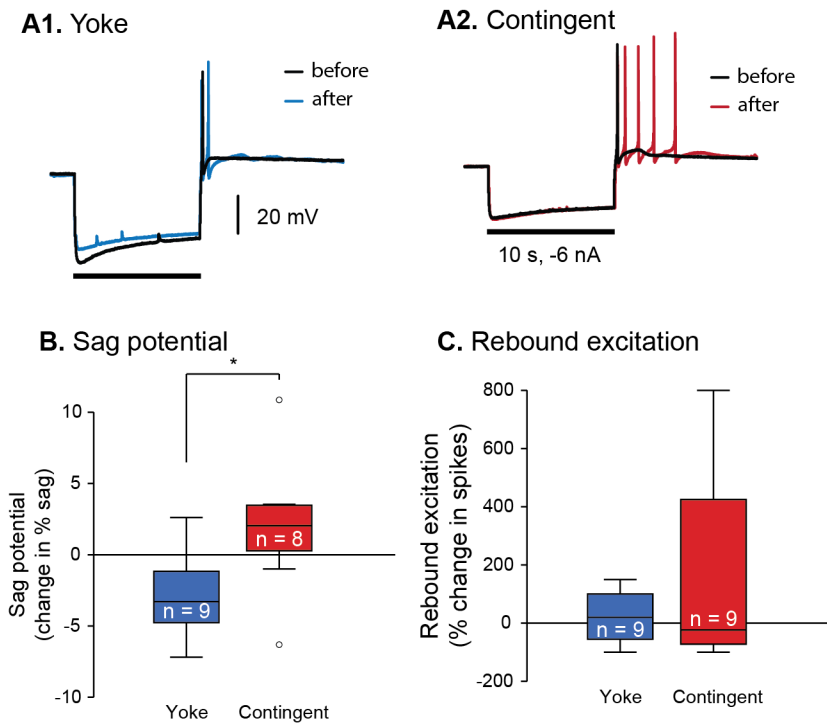 A1. Yoke
before
after
20 mV
A2. Contingent
before
after
10 s, -6 nA
B. Sag potential
*
10
5
0
-5
-10
Sag potential
(change in % sag)
n = 9
n = 8
Yoke
Contingent
C. Rebound excitation
800
600
400
200
0
-200
Rebound excitation
(% change in spikes)
n = 9
n = 9
Yoke
Contingent